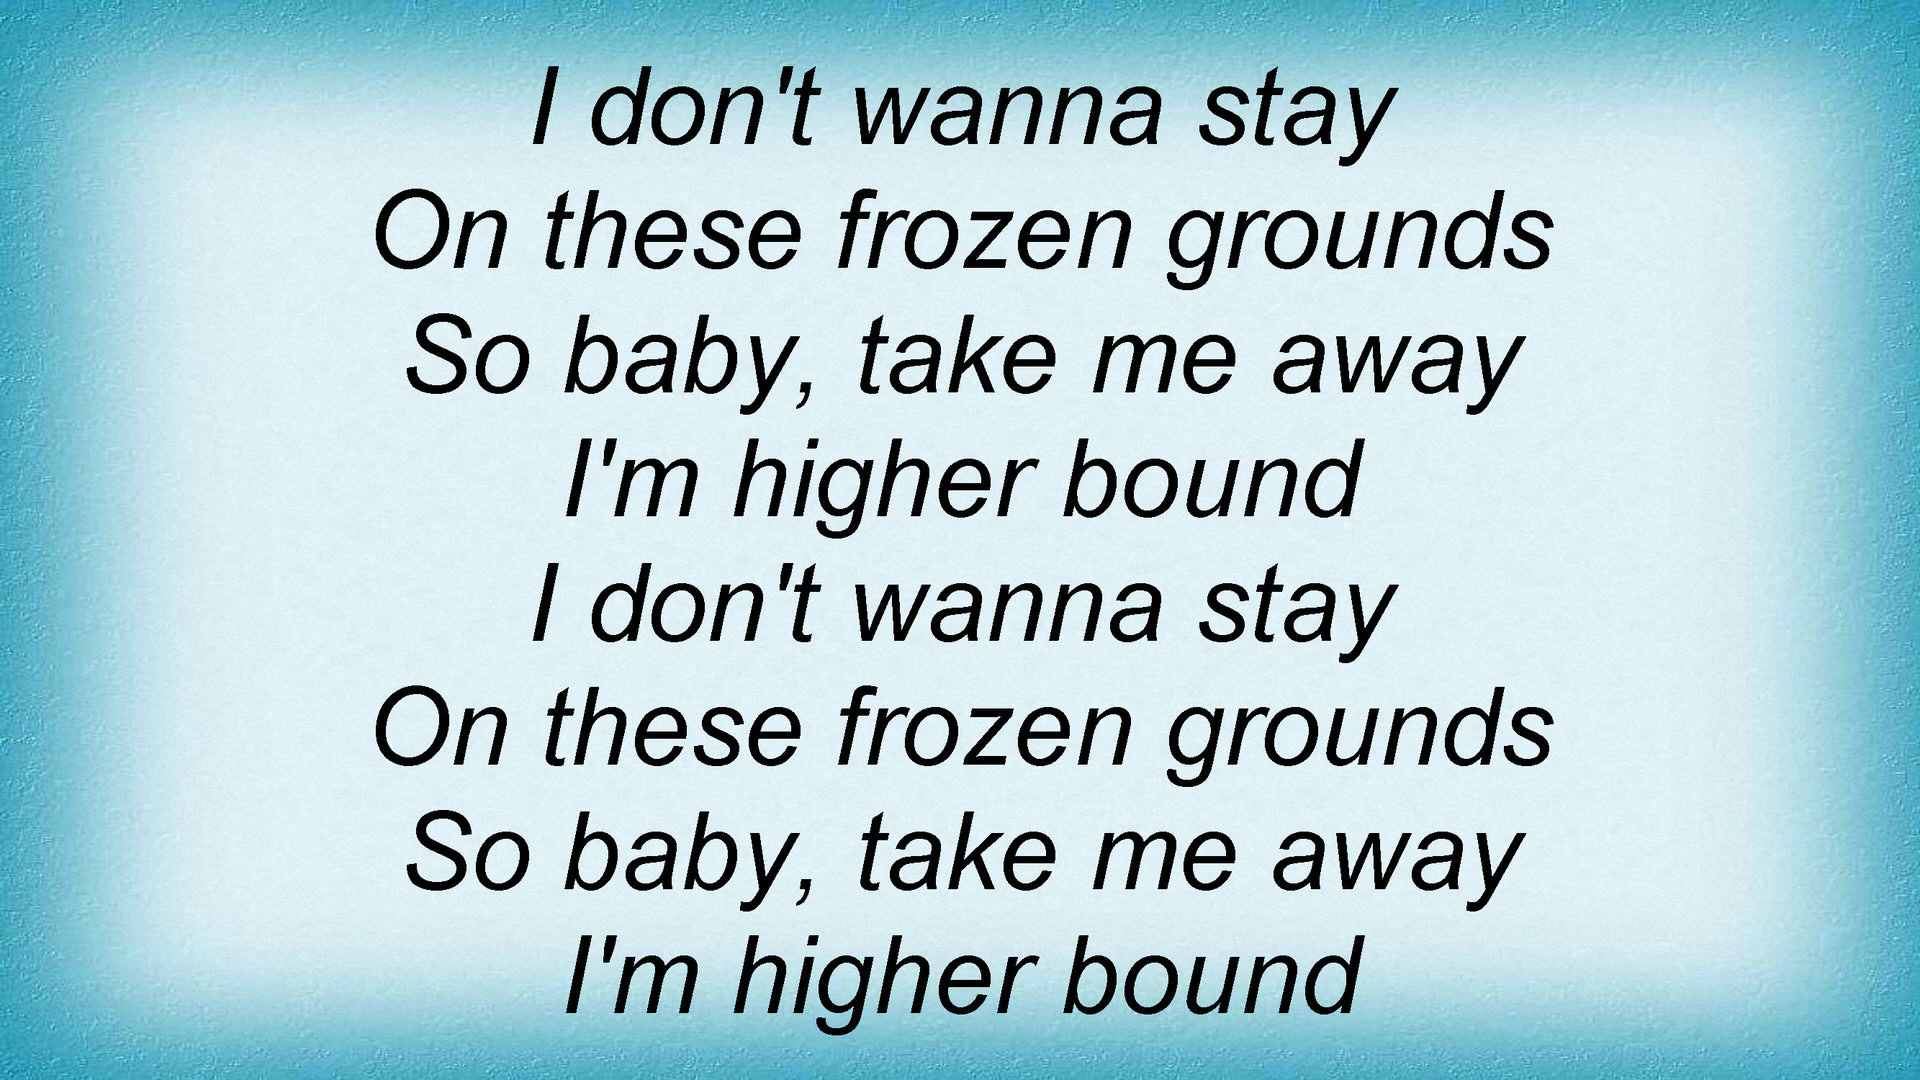 I don't wanna stay
On these frozen grounds
So baby, take me away
I'm higher bound
I don't wanna stay
On these frozen grounds
So baby, take me away
I'm higher bound